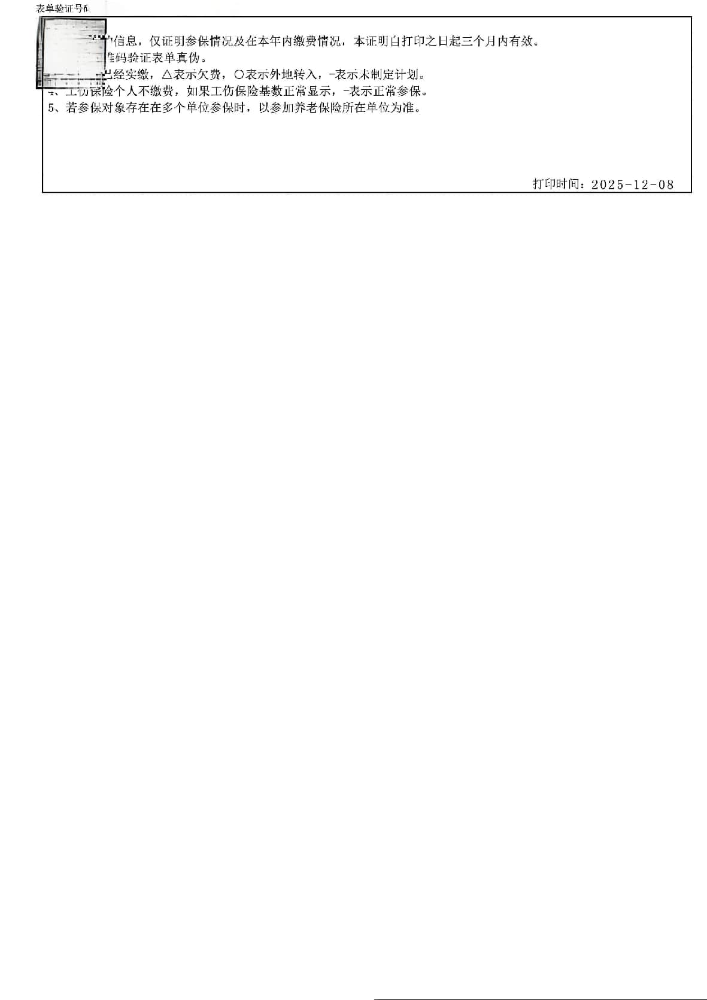 表单验证号码
信息，仅证明参保情况及在本年内缴费情况，本证明自打印之日起三个月内有效。
维码验证表单真伪。
已经实缴，△表示欠费，○表示外地转入，-表示未制定计划。
4、工伤保险个人不缴费，如果工伤保险基数正常显示，-表示正常参保。
5、若参保对象存在在多个单位参保时，以参加养老保险所在单位为准。
打印时间：2025-12-08